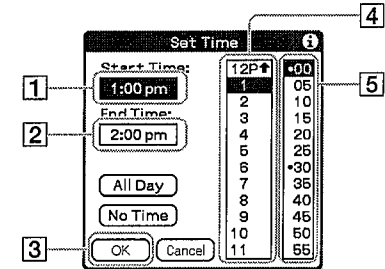 4
Set Time i
Start Time:
1 1:00 pm
End Time:
2 2:00 pm
All Day
No Time
3 OK Cancel
12P↑
1
2
3
4
5
6
7
8
9
10
11
5
•00
05
10
15
20
25
•30
35
40
45
50
55